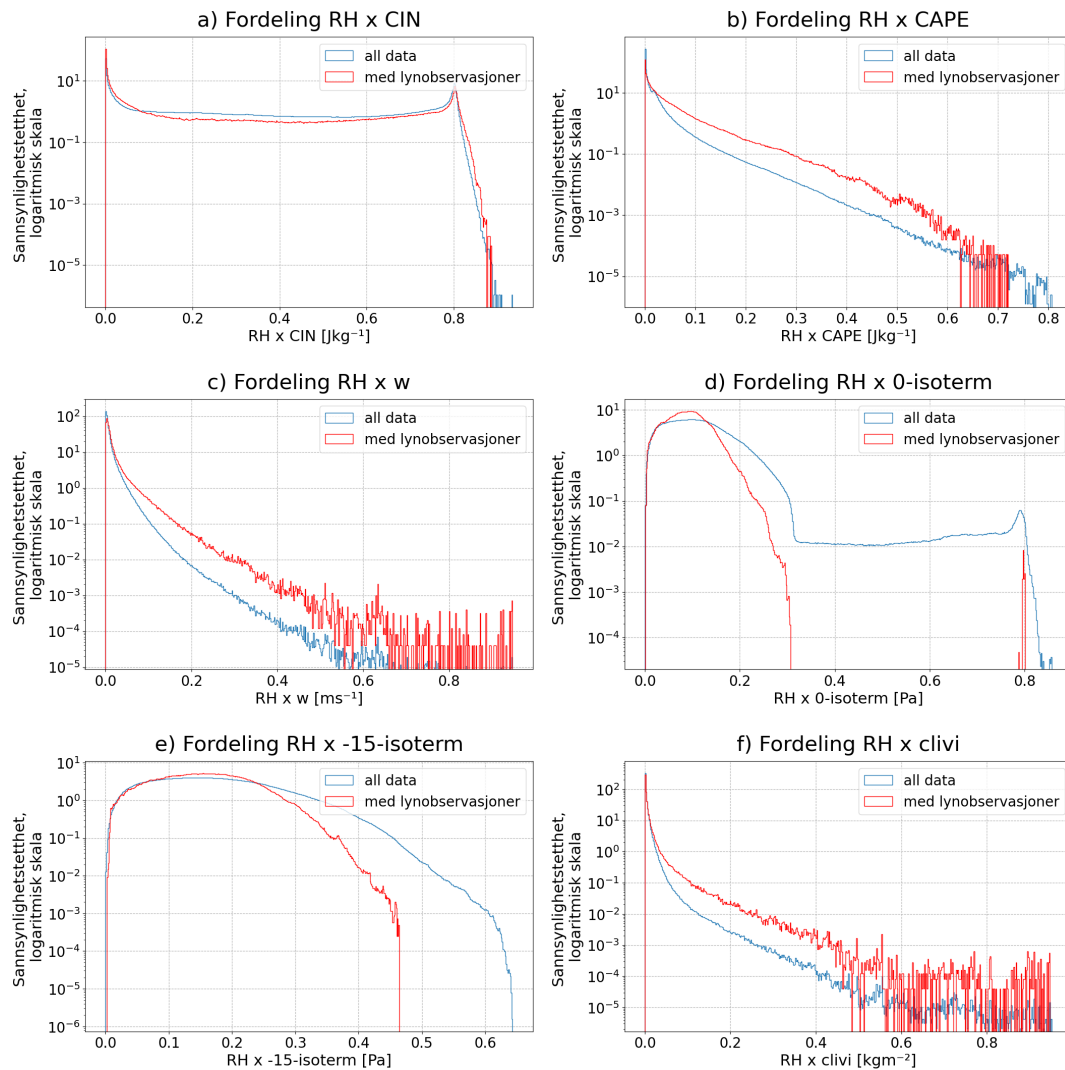 a) Fordeling RH x CIN
Sannsynlighetstetthet,
logaritmisk skala
10¹
10⁻¹
10⁻³
10⁻⁵
all data
med lynobservasjoner
0.0 0.2 0.4 0.6 0.8
RH x CIN [Jkg⁻¹]
b) Fordeling RH x CAPE
Sannsynlighetstetthet,
logaritmisk skala
10¹
10⁻¹
10⁻³
10⁻⁵
all data
med lynobservasjoner
0.0 0.1 0.2 0.3 0.4 0.5 0.6 0.7 0.8
RH x CAPE [Jkg⁻¹]
c) Fordeling RH x w
Sannsynlighetstetthet,
logaritmisk skala
10²
10¹
10⁰
10⁻¹
10⁻²
10⁻³
10⁻⁴
10⁻⁵
all data
med lynobservasjoner
0.0 0.2 0.4 0.6 0.8
RH x w [ms⁻¹]
d) Fordeling RH x 0-isoterm
Sannsynlighetstetthet,
logaritmisk skala
10¹
10⁰
10⁻¹
10⁻²
10⁻³
10⁻⁴
all data
med lynobservasjoner
0.0 0.2 0.4 0.6 0.8
RH x 0-isoterm [Pa]
e) Fordeling RH x -15-isoterm
Sannsynlighetstetthet,
logaritmisk skala
10¹
10⁰
10⁻¹
10⁻²
10⁻³
10⁻⁴
10⁻⁵
10⁻⁶
all data
med lynobservasjoner
0.0 0.1 0.2 0.3 0.4 0.5 0.6
RH x -15-isoterm [Pa]
f) Fordeling RH x clivi
Sannsynlighetstetthet,
logaritmisk skala
10²
10¹
10⁰
10⁻¹
10⁻²
10⁻³
10⁻⁴
10⁻⁵
all data
med lynobservasjoner
0.0 0.2 0.4 0.6 0.8
RH x clivi [kgm⁻²]